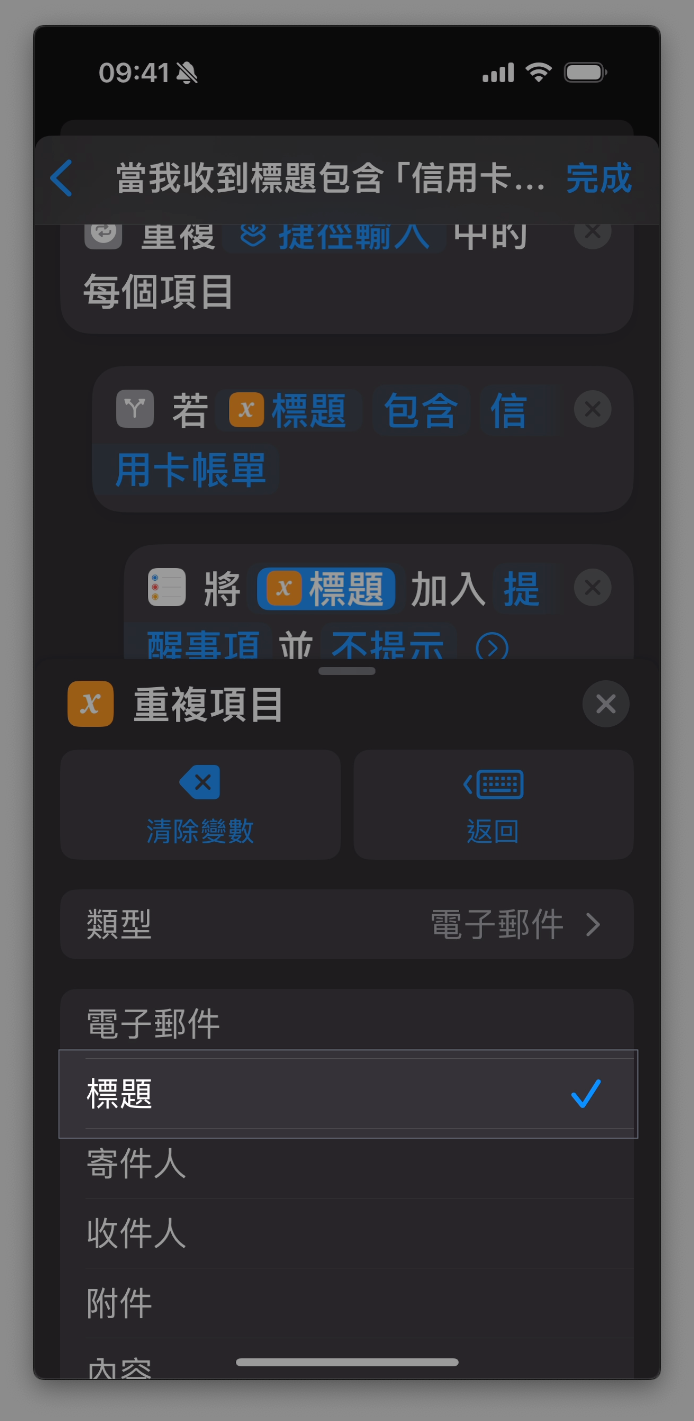 09:41
當我收到標題包含「信用卡... 完成
重複 捷徑輸入 中的
每個項目
若 x 標題 包含 信
用卡帳單
將 x 標題 加入 提
醒事項 並 不提示
x 重複項目
清除變數
返回
類型 電子郵件
電子郵件
標題
寄件人
收件人
附件
內容